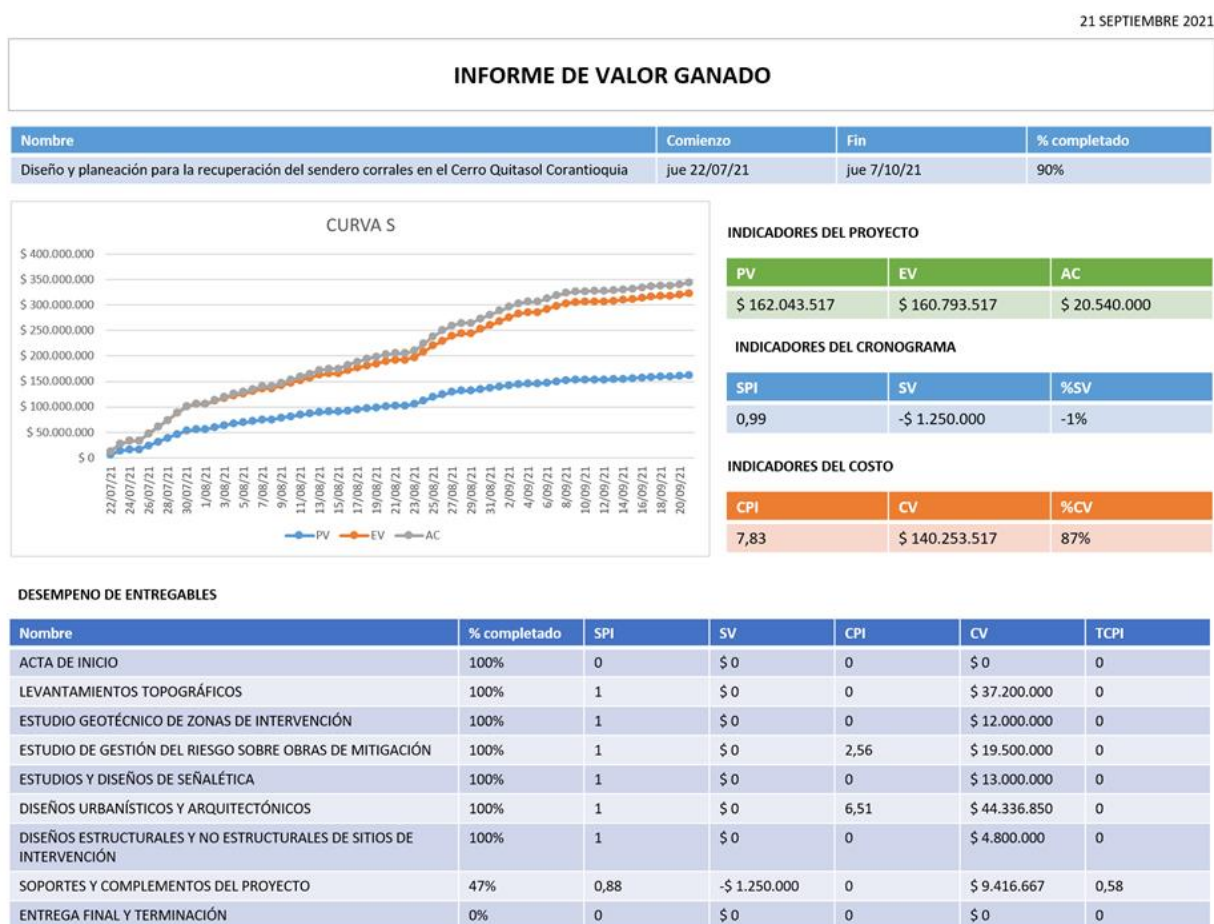 21 SEPTIEMBRE 2021
INFORME DE VALOR GANADO
Nombre Comienzo Fin % completado
Diseño y planeación para la recuperación del sendero corrales en el Cerro Quitasol Corantioquia jue 22/07/21 jue 7/10/21 90%
CURVA S
$ 400.000.000
$ 350.000.000
$ 300.000.000
$ 250.000.000
$ 200.000.000
$ 150.000.000
$ 100.000.000
$ 50.000.000
$ 0
22/07/21 24/07/21 26/07/21 28/07/21 30/07/21 1/08/21 3/08/21 5/08/21 7/08/21 9/08/21 11/08/21 13/08/21 15/08/21 17/08/21 19/08/21 21/08/21 23/08/21 25/08/21 27/08/21 29/08/21 31/08/21 2/09/21 4/09/21 6/09/21 8/09/21 10/09/21 12/09/21 14/09/21 16/09/21 18/09/21 20/09/21
PV EV AC
INDICADORES DEL PROYECTO
PV EV AC
$ 162.043.517 $ 160.793.517 $ 20.540.000
INDICADORES DEL CRONOGRAMA
SPI SV %SV
0,99 -$ 1.250.000 -1%
INDICADORES DEL COSTO
CPI CV %CV
7,83 $ 140.253.517 87%
DESEMPENO DE ENTREGABLES
Nombre % completado SPI SV CPI CV TCPI
ACTA DE INICIO 100% 0 $ 0 0 $ 0 0
LEVANTAMIENTOS TOPOGRÁFICOS 100% 1 $ 0 0 $ 37.200.000 0
ESTUDIO GEOTÉCNICO DE ZONAS DE INTERVENCIÓN 100% 1 $ 0 0 $ 12.000.000 0
ESTUDIO DE GESTIÓN DEL RIESGO SOBRE OBRAS DE MITIGACIÓN 100% 1 $ 0 2,56 $ 19.500.000 0
ESTUDIOS Y DISEÑOS DE SEÑALÉTICA 100% 1 $ 0 0 $ 13.000.000 0
DISEÑOS URBANÍSTICOS Y ARQUITECTÓNICOS 100% 1 $ 0 6,51 $ 44.336.850 0
DISEÑOS ESTRUCTURALES Y NO ESTRUCTURALES DE SITIOS DE 100% 1 $ 0 0 $ 4.800.000 0
INTERVENCIÓN
SOPORTES Y COMPLEMENTOS DEL PROYECTO 47% 0,88 -$ 1.250.000 0 $ 9.416.667 0,58
ENTREGA FINAL Y TERMINACIÓN 0% 0 $ 0 0 $ 0 0